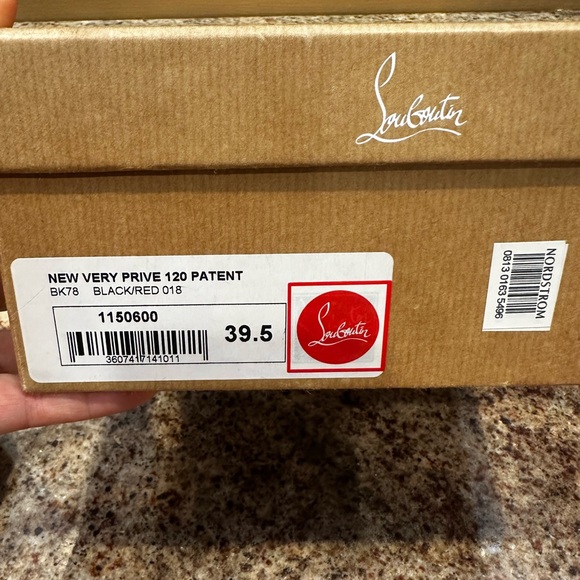 Louboutin
NEW VERY PRIVE 120 PATENT
BK78 BLACK/RED 018
1150600
39.5
3607417141011
Louboutin
NORDSTROM
0813 0163 5496